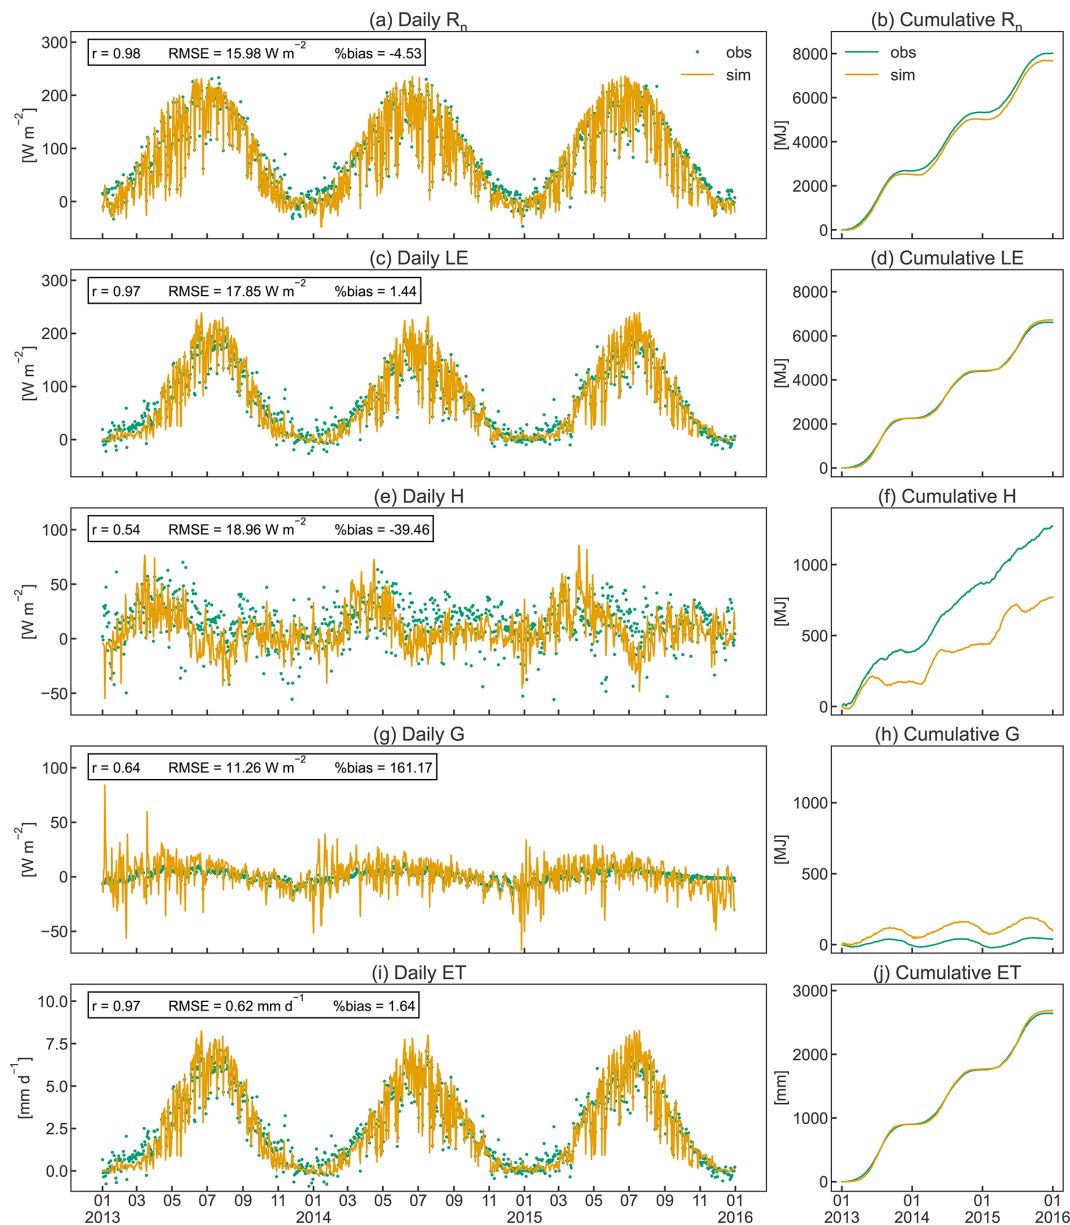 (a) Daily Rn
(b) Cumulative Rn
r = 0.98 RMSE = 15.98 W m−2 %bias = -4.53
obs
sim
obs
sim
300
200
100
0
[W m−2]
8000
6000
4000
2000
0
[MJ]
(c) Daily LE
(d) Cumulative LE
r = 0.97 RMSE = 17.85 W m−2 %bias = 1.44
300
200
100
0
[W m−2]
8000
6000
4000
2000
0
[MJ]
(e) Daily H
(f) Cumulative H
r = 0.54 RMSE = 18.96 W m−2 %bias = -39.46
100
50
0
−50
[W m−2]
1000
500
0
[MJ]
(g) Daily G
(h) Cumulative G
r = 0.64 RMSE = 11.26 W m−2 %bias = 161.17
100
50
0
−50
[W m−2]
1000
500
0
[MJ]
(i) Daily ET
(j) Cumulative ET
r = 0.97 RMSE = 0.62 mm d−1 %bias = 1.64
10.0
7.5
5.0
2.5
0.0
[mm d−1]
3000
2000
1000
0
[mm]
01 03 05 07 09 11 01 03 05 07 09 11 01 03 05 07 09 11 01
2013 2014 2015 2016
01 01 01 01
2013 2014 2015 2016